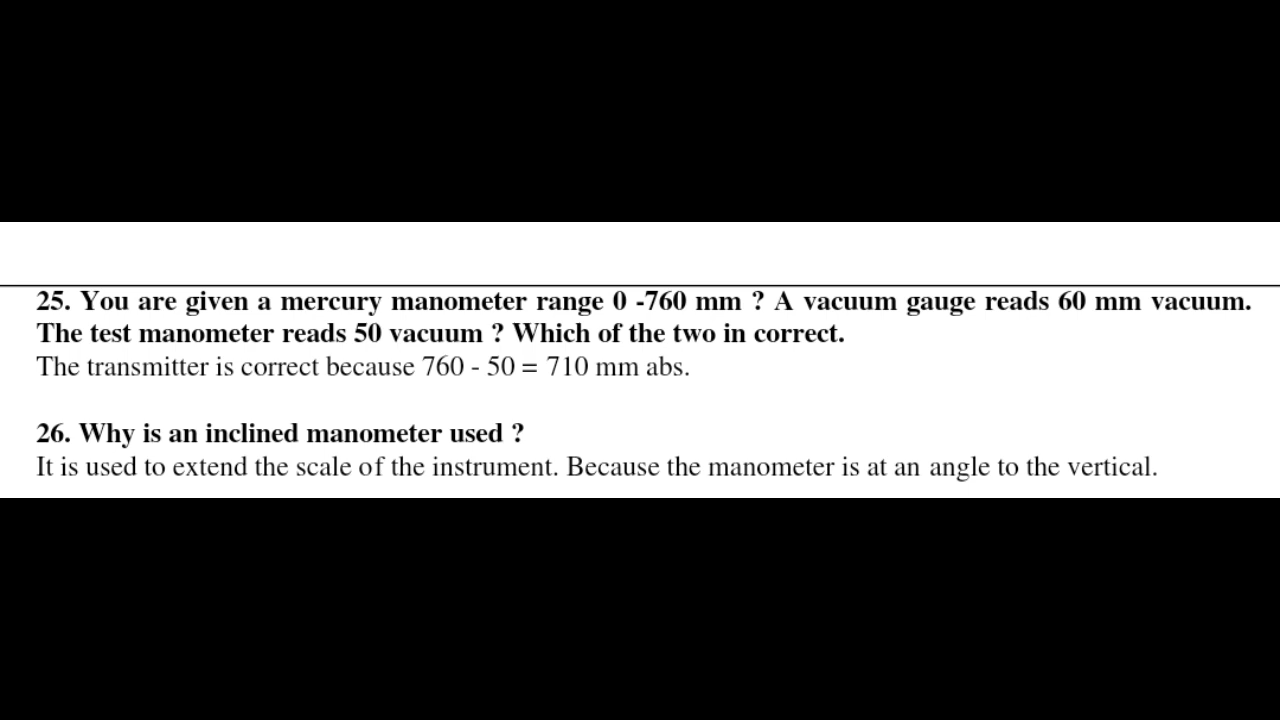 25. You are given a mercury manometer range 0 -760 mm ? A vacuum gauge reads 60 mm vacuum.
The test manometer reads 50 vacuum ? Which of the two in correct.
The transmitter is correct because 760 - 50 = 710 mm abs.
26. Why is an inclined manometer used ?
It is used to extend the scale of the instrument. Because the manometer is at an angle to the vertical.